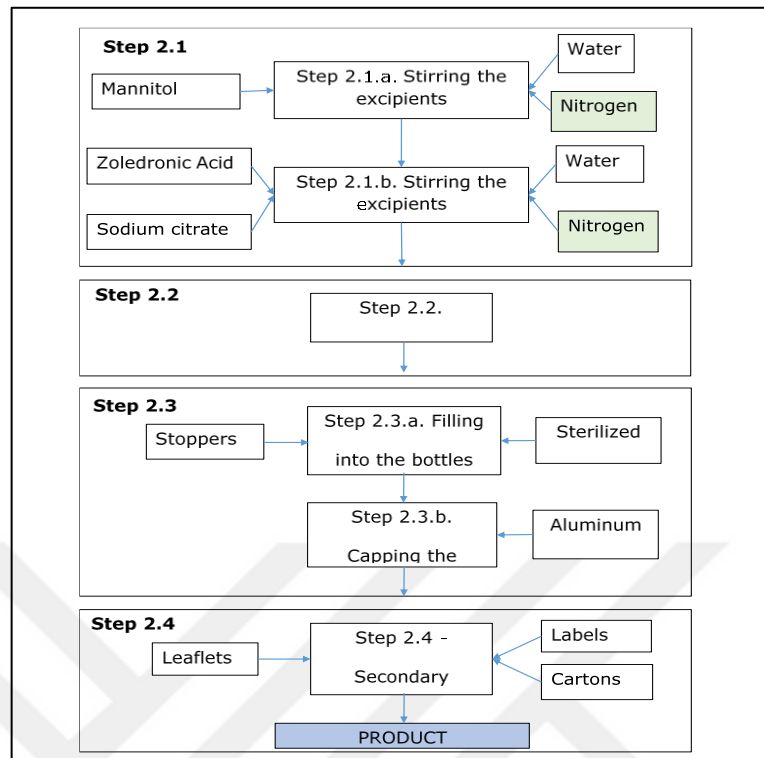 Step 2.1
Water
Step 2.1.a. Stirring the
excipients
Mannitol
Nitrogen
Zoledronic Acid
Water
Step 2.1.b. Stirring the
excipients
Sodium citrate
Nitrogen
Step 2.2
Step 2.2.
Step 2.3
Step 2.3.a. Filling
into the bottles
Stoppers
Sterilized
Step 2.3.b.
Capping the
Aluminum
Step 2.4
Step 2.4 -
Secondary
Leaflets
Labels
Cartons
PRODUCT